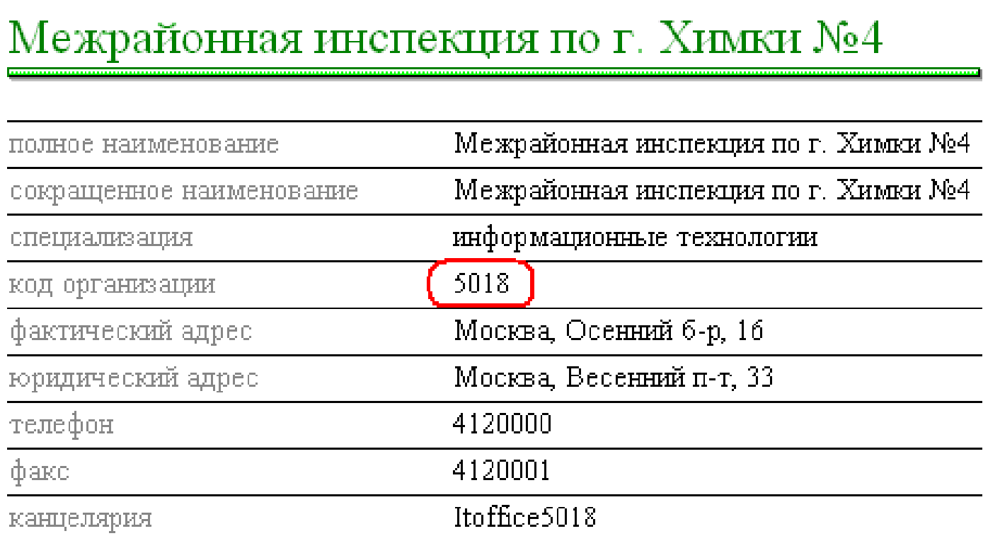 Межрайонная инспекция по г. Химки №4
полное наименование Межрайонная инспекция по г. Химки №4
сокращенное наименование Межрайонная инспекция по г. Химки №4
специализация информационные технологии
код организации 5018
фактический адрес Москва, Осенний б-р, 16
юридический адрес Москва, Весенний п-т, 33
телефон 4120000
факс 4120001
канцелярия Itoffice5018